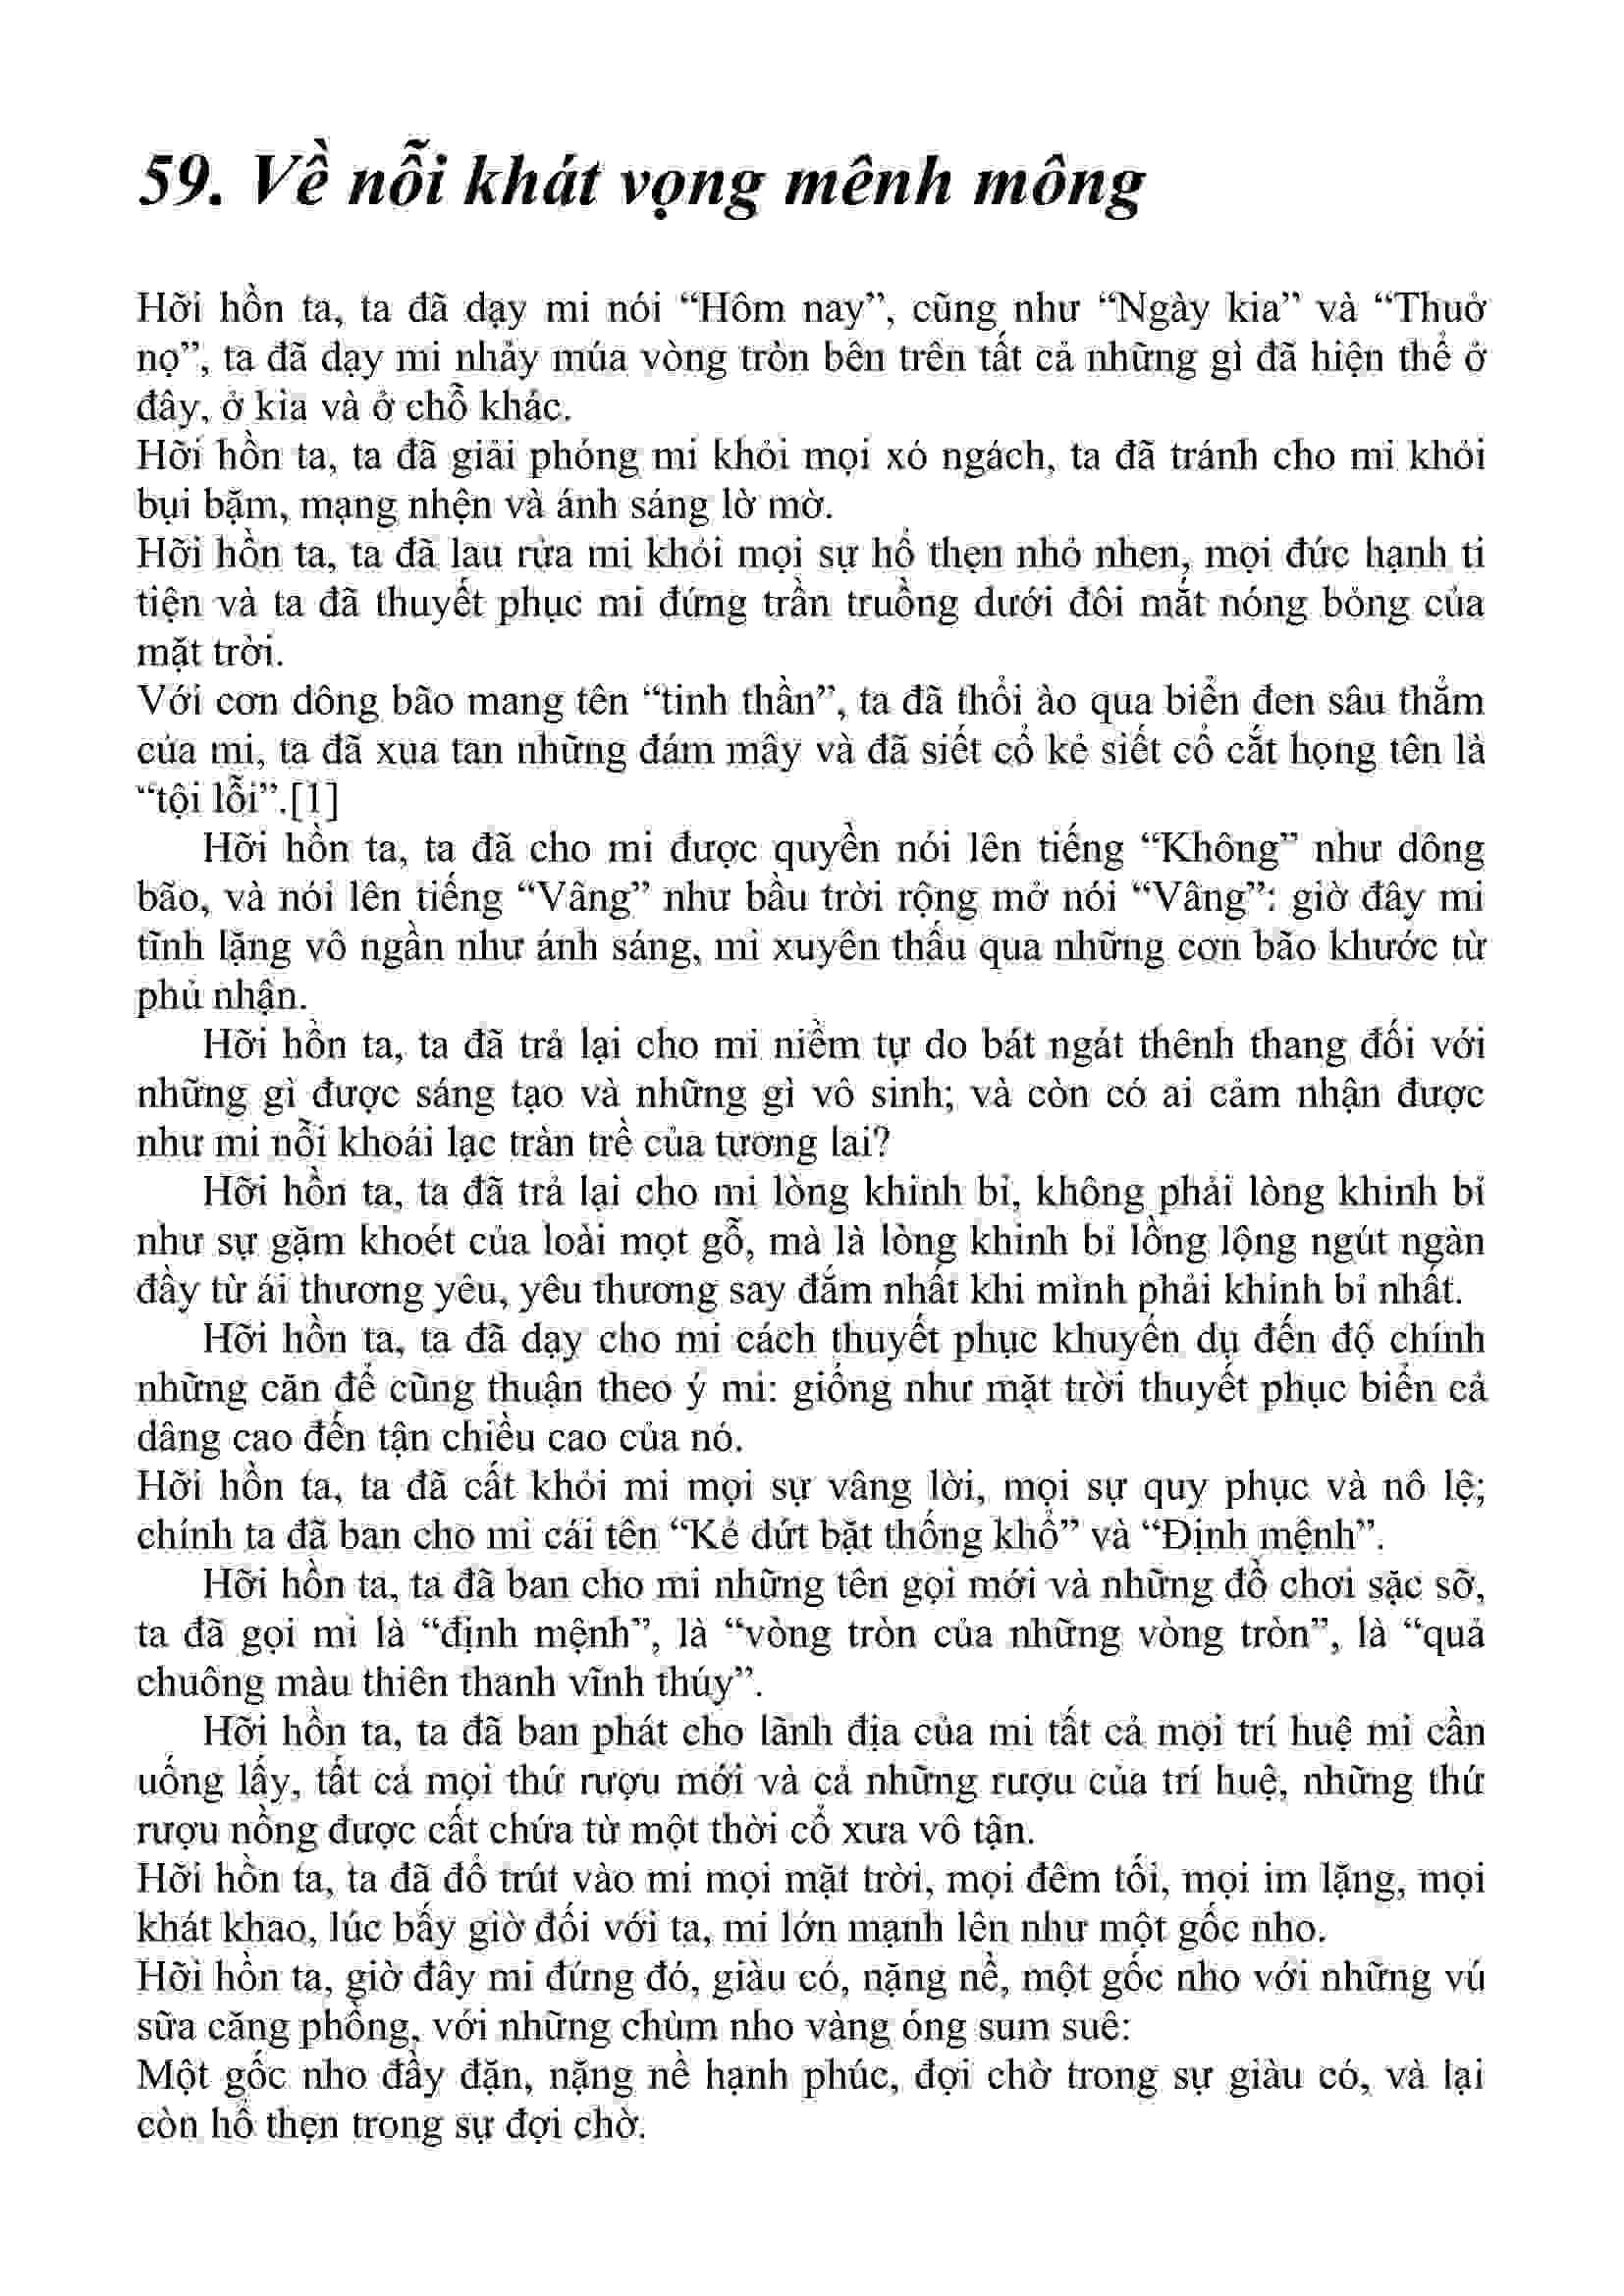 59. Về nỗi khát vọng mênh mông
Hỡi hồn ta, ta đã dạy mi nói “Hôm nay”, cũng như “Ngày kia” và “Thuở
nọ”, ta đã dạy mi nhảy múa vòng tròn bên trên tất cả những gì đã hiện thể ở
đây, ở kia và ở chỗ khác.
Hỡi hồn ta, ta đã giải phóng mi khỏi mọi xó ngách, ta đã tránh cho mi khỏi
bụi bặm, mạng nhện và ánh sáng lờ mờ.
Hỡi hồn ta, ta đã lau rửa mi khỏi mọi sự hổ thẹn nhỏ nhen, mọi đức hạnh ti
tiện và ta đã thuyết phục mi đứng trần truồng dưới đôi mắt nóng bỏng của
mặt trời.
Với cơn dông bão mang tên “tinh thần”, ta đã thổi ào qua biển đen sâu thẳm
của mi, ta đã xua tan những đám mây và đã siết cổ kẻ siết cổ cắt họng tên là
“tội lỗi”.[1]
Hỡi hồn ta, ta đã cho mi được quyền nói lên tiếng “Không” như dông
bão, và nói lên tiếng “Vâng” như bầu trời rộng mở nói “Vâng”: giờ đây mi
tĩnh lặng vô ngần như ánh sáng, mi xuyên thấu qua những cơn bão khước từ
phủ nhận.
Hỡi hồn ta, ta đã trả lại cho mi niềm tự do bát ngát thênh thang đối với
những gì được sáng tạo và những gì vô sinh; và còn có ai cảm nhận được
như mi nỗi khoái lạc tràn trề của tương lai?
Hỡi hồn ta, ta đã trả lại cho mi lòng khinh bỉ, không phải lòng khinh bỉ
như sự gặm khoét của loài mọt gỗ, mà là lòng khinh bỉ lồng lộng ngút ngàn
đầy từ ái thương yêu, yêu thương say đắm nhất khi mình phải khinh bỉ nhất.
Hỡi hồn ta, ta đã dạy cho mi cách thuyết phục khuyến dụ đến độ chính
những căn để cũng thuận theo ý mi: giống như mặt trời thuyết phục biển cả
dâng cao đến tận chiều cao của nó.
Hỡi hồn ta, ta đã cất khỏi mi mọi sự vâng lời, mọi sự quy phục và nô lệ;
chính ta đã ban cho mi cái tên “Kẻ dứt bặt thống khổ” và “Định mệnh”.
Hỡi hồn ta, ta đã ban cho mi những tên gọi mới và những đồ chơi sặc sỡ,
ta đã gọi mi là “định mệnh”, là “vòng tròn của những vòng tròn”, là “quả
chuông màu thiên thanh vĩnh thúy”.
Hỡi hồn ta, ta đã ban phát cho lãnh địa của mi tất cả mọi trí huệ mi cần
uống lấy, tất cả mọi thứ rượu mới và cả những rượu của trí huệ, những thứ
rượu nồng được cất chứa từ một thời cổ xưa vô tận.
Hỡi hồn ta, ta đã đổ trút vào mi mọi mặt trời, mọi đêm tối, mọi im lặng, mọi
khát khao, lúc bấy giờ đối với ta, mi lớn mạnh lên như một gốc nho.
Hỡi hồn ta, giờ đây mi đứng đó, giàu có, nặng nề, một gốc nho với những vú
sữa căng phồng, với những chùm nho vàng óng sum suê:
Một gốc nho đầy đặn, nặng nề hạnh phúc, đợi chờ trong sự giàu có, và lại
còn hổ thẹn trong sự đợi chờ.